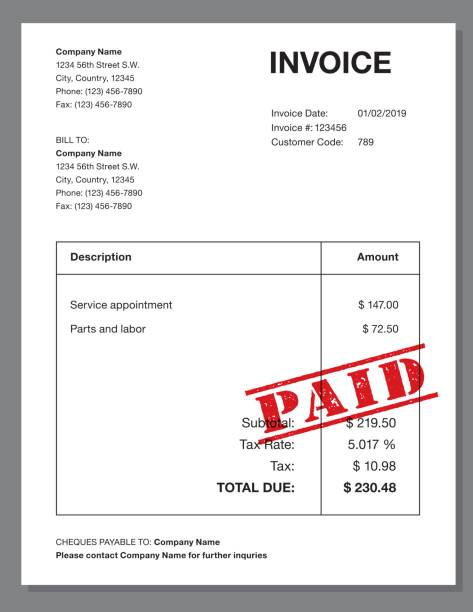 Company Name
1234 56th Street S.W.
City, Country, 12345
Phone: (123) 456-7890
Fax: (123) 456-7890
INVOICE
Invoice Date: 01/02/2019
Invoice #: 123456
Customer Code: 789
BILL TO:
Company Name
1234 56th Street S.W.
City, Country, 12345
Phone: (123) 456-7890
Fax: (123) 456-7890
Description Amount
Service appointment $ 147.00
Parts and labor $ 72.50
PAID
Subtotal: $ 219.50
Tax Rate: 5.017 %
Tax: $ 10.98
TOTAL DUE: $ 230.48
CHEQUES PAYABLE TO: Company Name
Please contact Company Name for further inquries